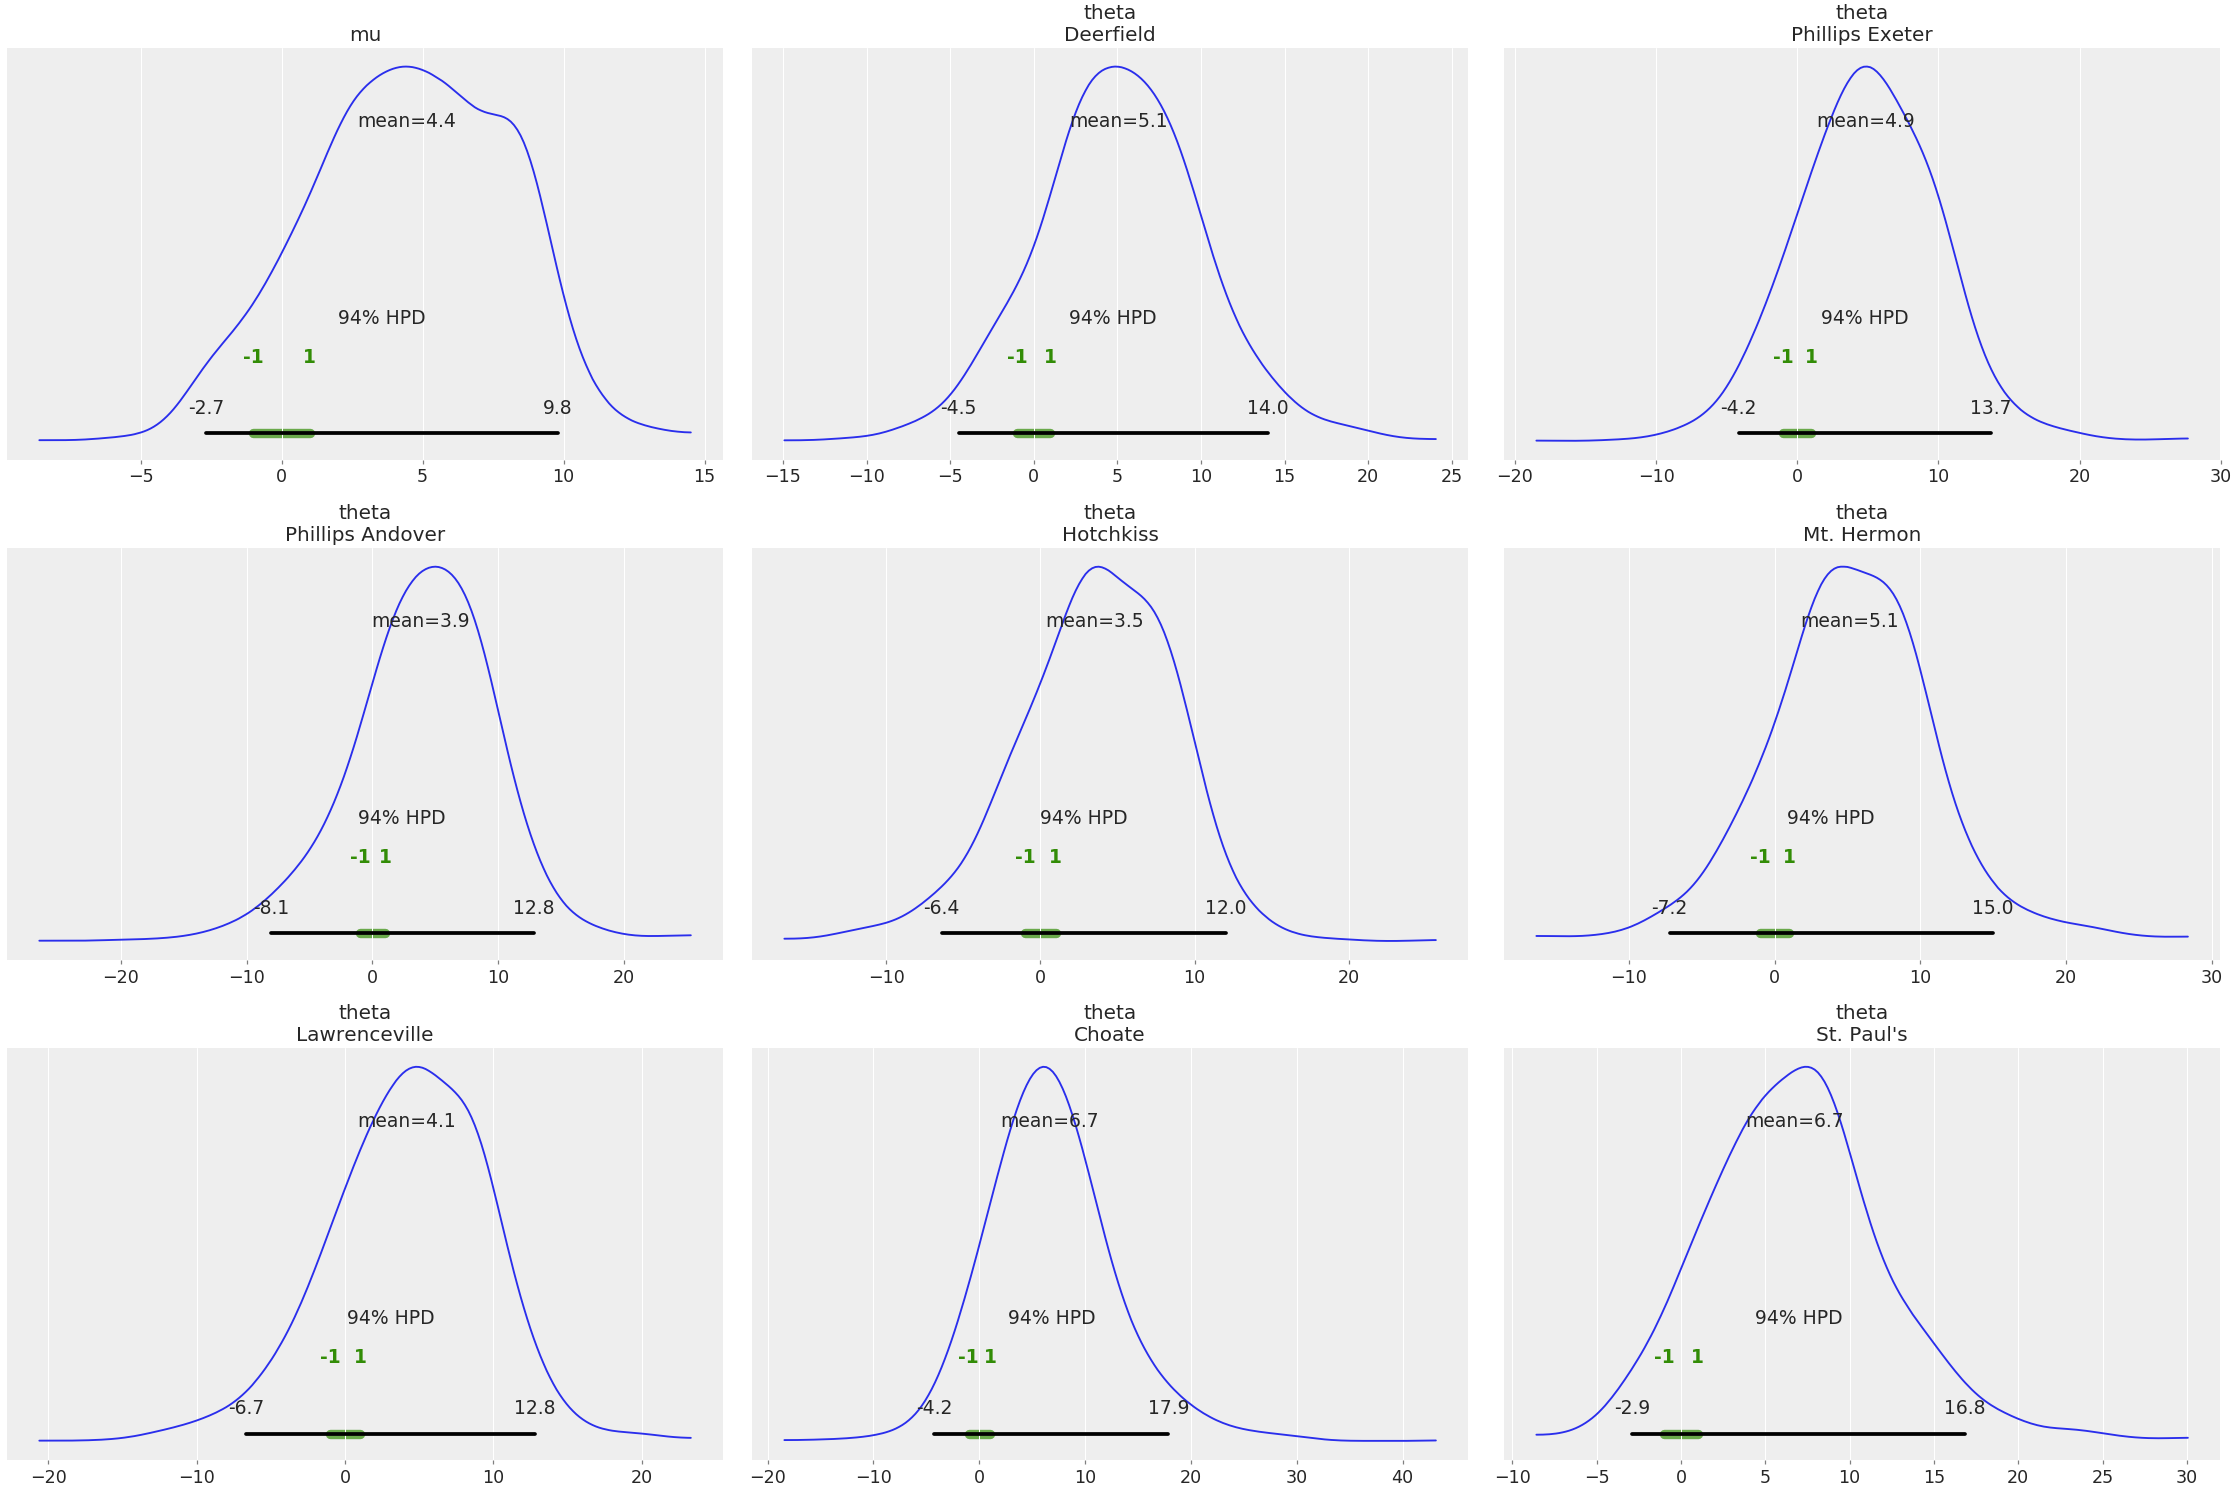 mu
mean=4.4
94% HPD
-1 1
-2.7 9.8
−5 0 5 10 15
theta
Deerfield
mean=5.1
94% HPD
-1 1
-4.5 14.0
−15 −10 −5 0 5 10 15 20 25
theta
Phillips Exeter
mean=4.9
94% HPD
-1 1
-4.2 13.7
−20 −10 0 10 20 30
theta
Phillips Andover
mean=3.9
94% HPD
-1 1
-8.1 12.8
−20 −10 0 10 20
theta
Hotchkiss
mean=3.5
94% HPD
-1 1
-6.4 12.0
−10 0 10 20
theta
Mt. Hermon
mean=5.1
94% HPD
-1 1
-7.2 15.0
−10 0 10 20 30
theta
Lawrenceville
mean=4.1
94% HPD
-1 1
-6.7 12.8
−20 −10 0 10 20
theta
Choate
mean=6.7
94% HPD
-1 1
-4.2 17.9
−20 −10 0 10 20 30 40
theta
St. Paul's
mean=6.7
94% HPD
-1 1
-2.9 16.8
−10 −5 0 5 10 15 20 25 30